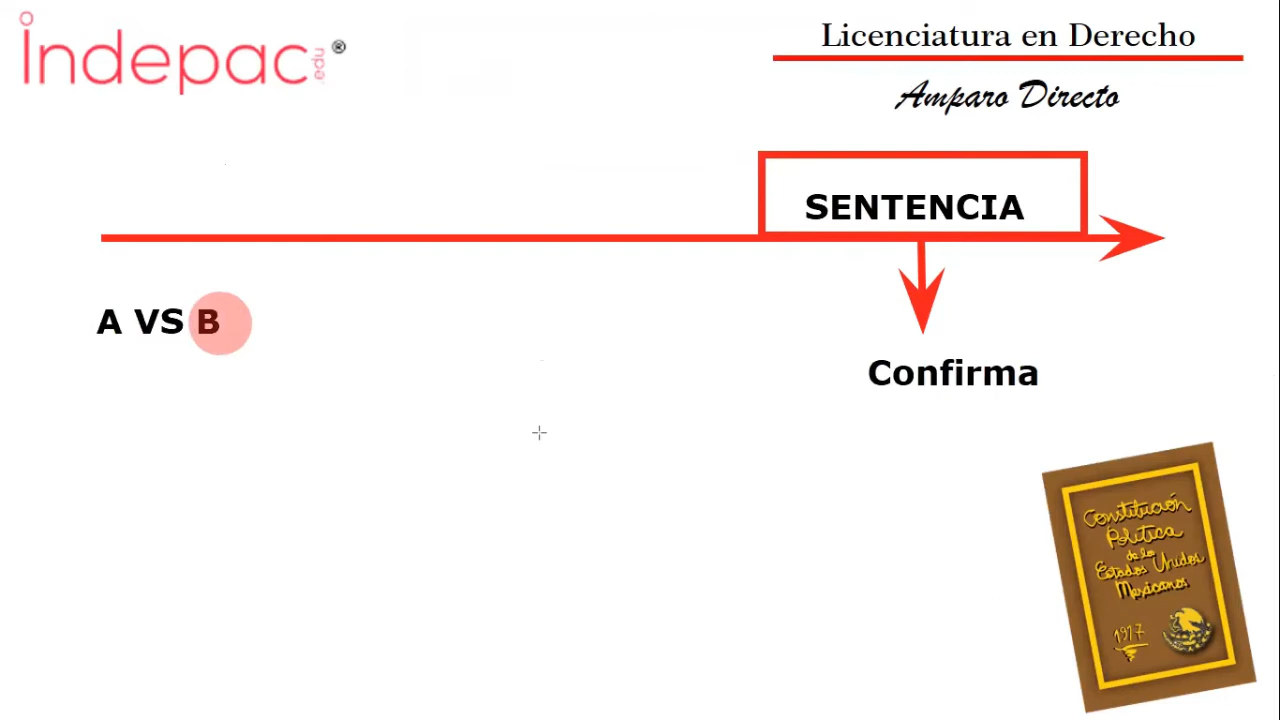 indepac.edu®
Licenciatura en Derecho
Amparo Directo
SENTENCIA
A VS B
Confirma
Constitución
Política
de los
Estados Unidos
Mexicanos
1917